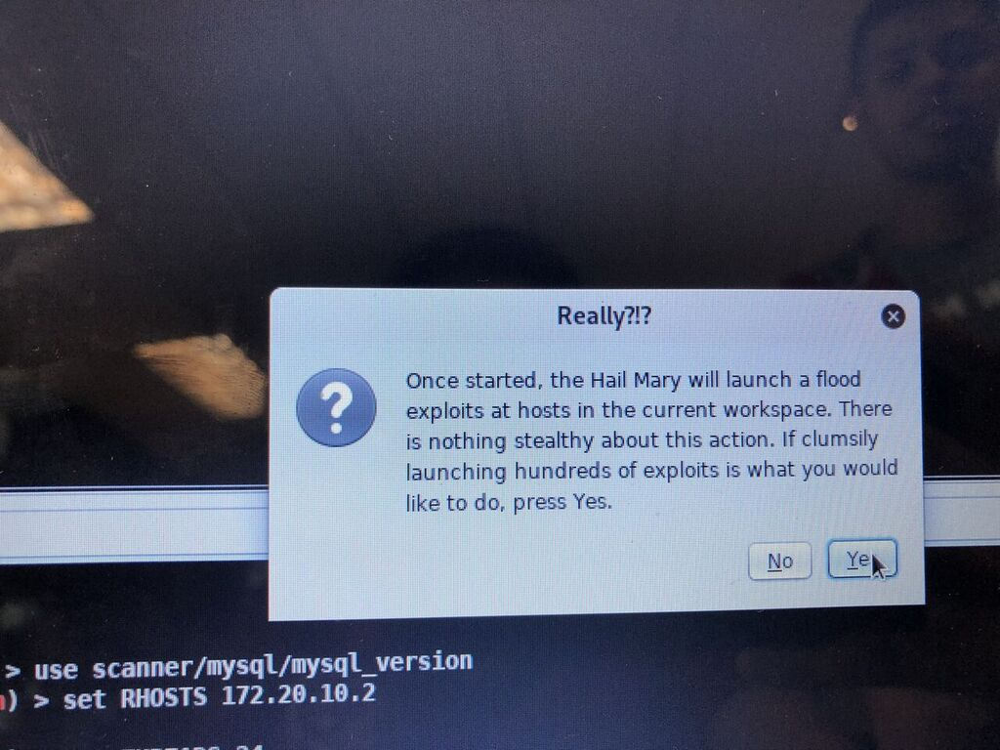 Really?!?
Once started, the Hail Mary will launch a flood
exploits at hosts in the current workspace. There
is nothing stealthy about this action. If clumsily
launching hundreds of exploits is what you would
like to do, press Yes.
No
Ye
> use scanner/mysql/mysql_version
) > set RHOSTS 172.20.10.2